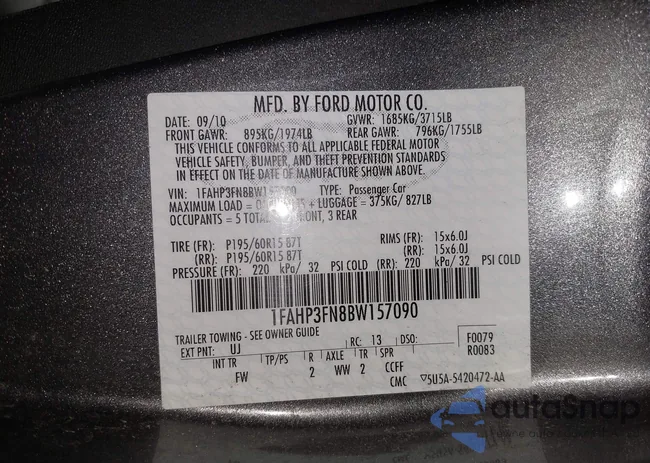 MFD. BY FORD MOTOR CO.
DATE: 09/10 GVWR: 1685KG/3715LB
FRONT GAWR: 895KG/1974LB REAR GAWR: 796KG/1755LB
THIS VEHICLE CONFORMS TO ALL APPLICABLE FEDERAL MOTOR
VEHICLE SAFETY, BUMPER, AND THEFT PREVENTION STANDARDS
IN EFFECT ON THE DATE OF MANUFACTURE SHOWN ABOVE.
VIN: 1FAHP3FN8BW157090 TYPE: Passenger Car
MAXIMUM LOAD = + LUGGAGE = 375KG/ 827LB
OCCUPANTS = 5 TOTAL 3 REAR
TIRE (FR): P195/60R15 87T RIMS (FR): 15x6.0J
(RR): P195/60R15 87T (RR): 15x6.0J
PRESSURE (FR): 220 kPa/ 32 PSI COLD (RR): 220 kPa/ 32 PSI COLD
1FAHP3FN8BW157090
TRAILER TOWING - SEE OWNER GUIDE F0079
EXT PNT: UJ RC: 13 DSO: R0083
INT TR TP/PS R AXLE TR SPR
FW 2 WW 2 CCFF
CMC ▽5U5A-5420472-AA
autoSnap